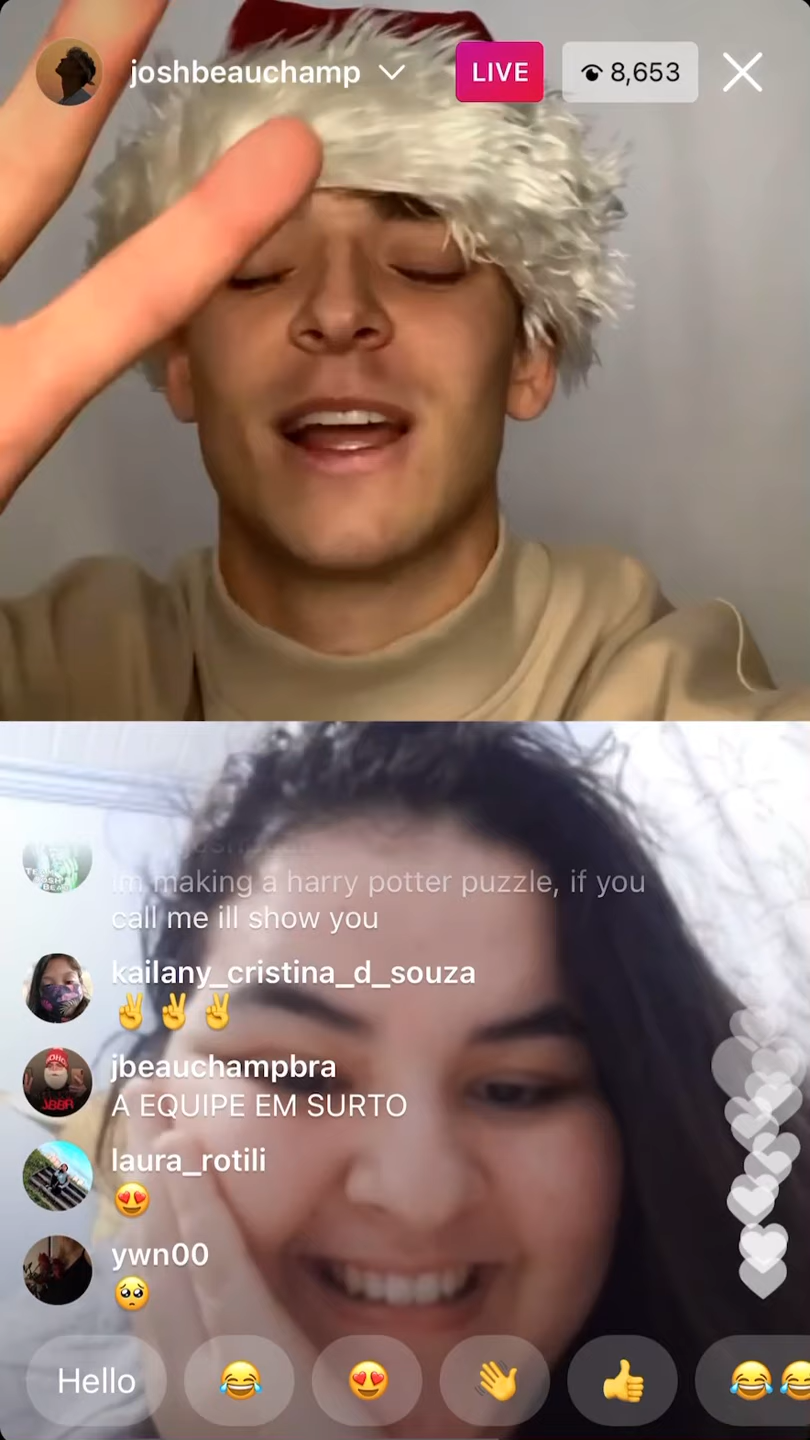 joshbeauchamp
LIVE
8,653
im making a harry potter puzzle, if you
call me ill show you
kailany_cristina_d_souza
✌️✌️✌️
jbeauchampbra
A EQUIPE EM SURTO
laura_rotili
😍
ywn00
🥺
Hello 😂 😍 👋 👍 😂😂